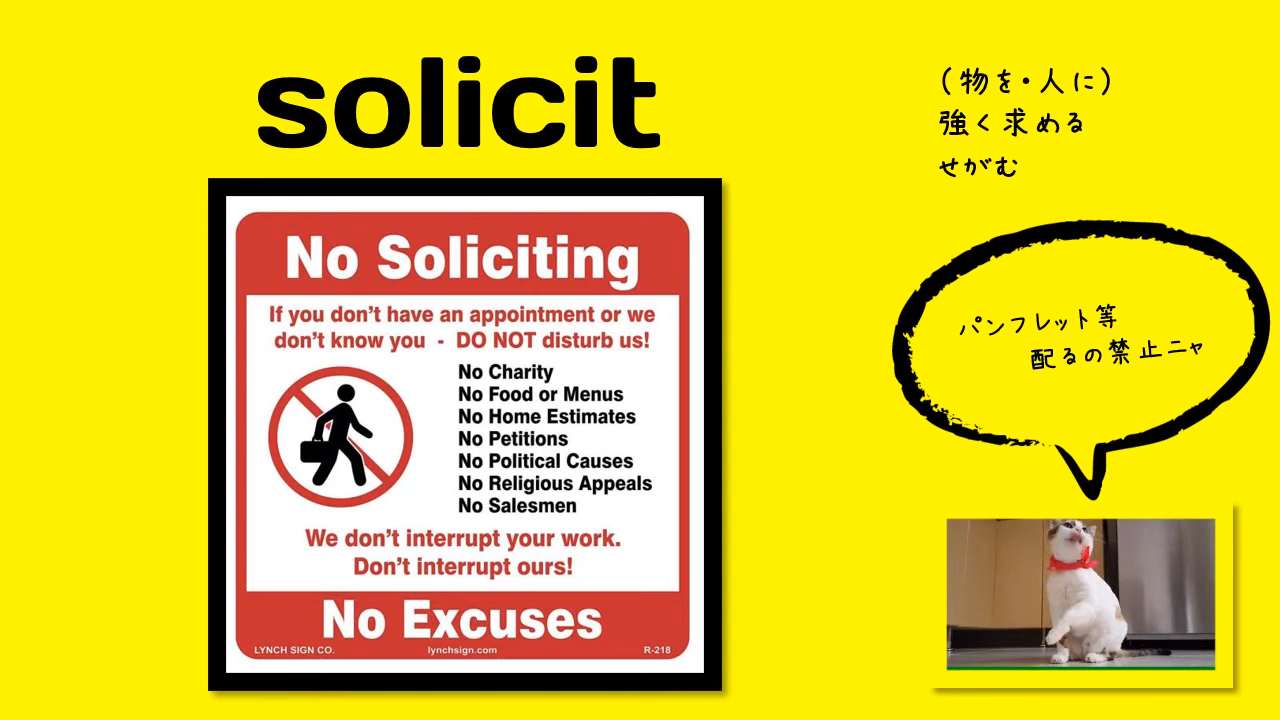 solicit
(物を・人に)
強く求める
せがむ
No Soliciting
If you don't have an appointment or we
don't know you - DO NOT disturb us!
No Charity
No Food or Menus
No Home Estimates
No Petitions
No Political Causes
No Religious Appeals
No Salesmen
We don't interrupt your work.
Don't interrupt ours!
No Excuses
LYNCH SIGN CO. lynchsign.com R-218
パンフレット等
配るの禁止ニャ